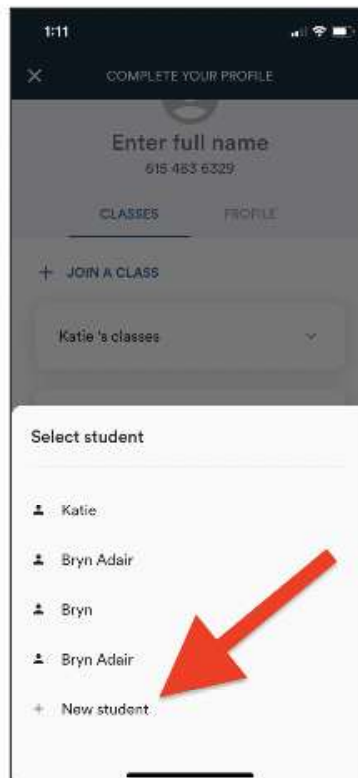 1:11
COMPLETE YOUR PROFILE
Enter full name
615 463 6329
CLASSES PROFILE
+ JOIN A CLASS
Katie 's classes
Select student
Katie
Bryn Adair
Bryn
Bryn Adair
+ New student